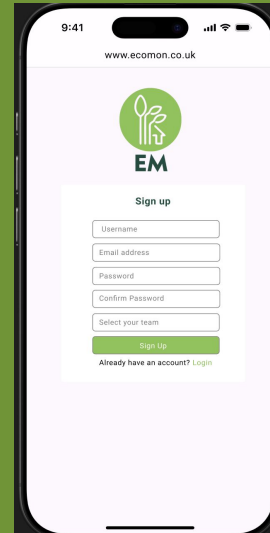 9:41
www.ecomon.co.uk
EM
Sign up
Username
Email address
Password
Confirm Password
Select your team
Sign Up
Already have an account? Login